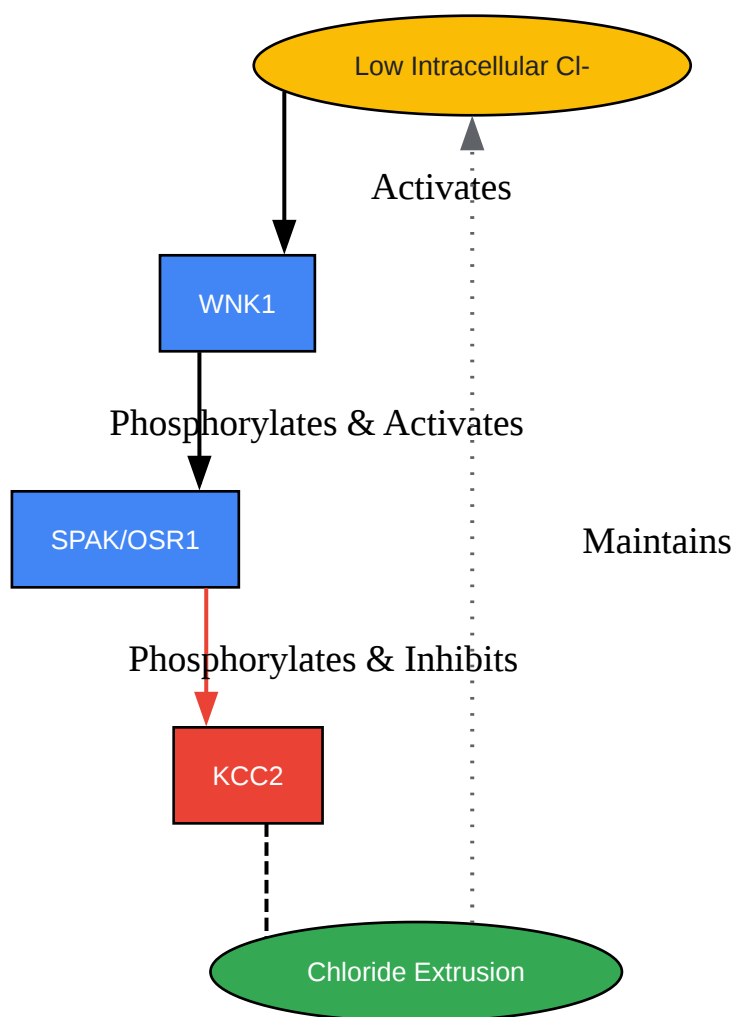 Low Intracellular Cl-
Activates
WNK1
Phosphorylates & Activates
SPAK/OSR1
Maintains
Phosphorylates & Inhibits
KCC2
Chloride Extrusion